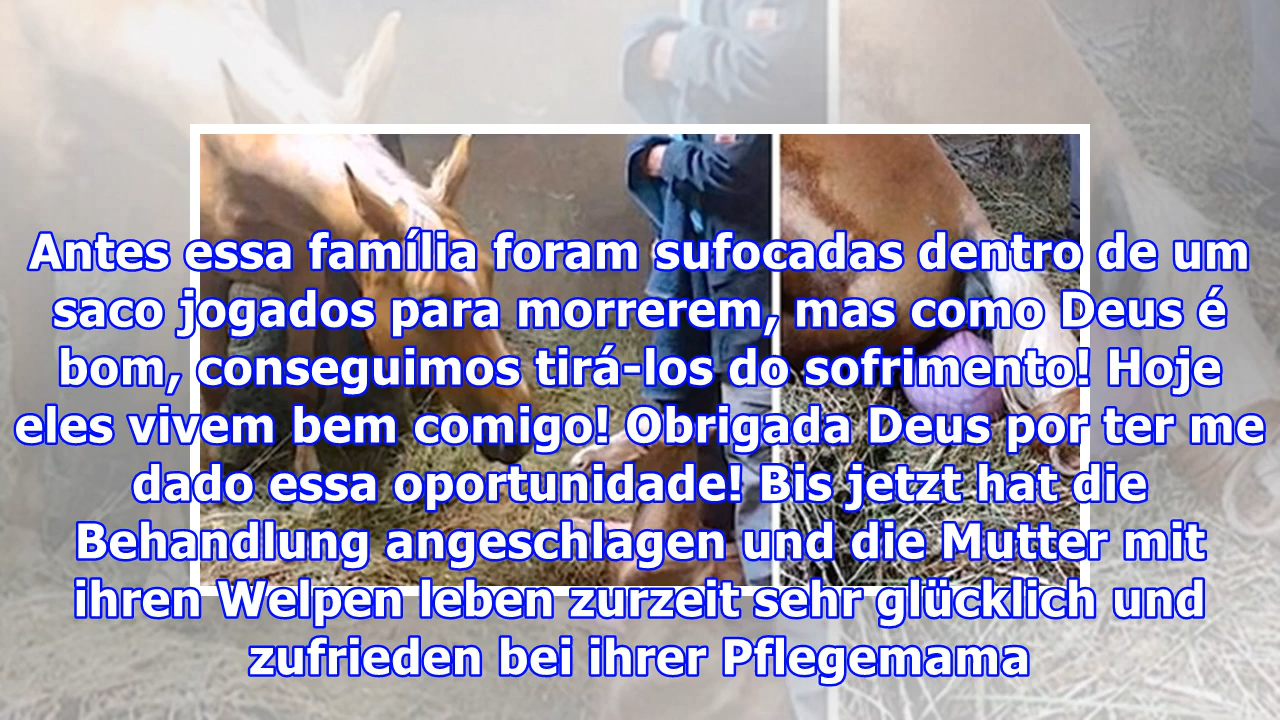 Antes essa família foram sufocadas dentro de um
saco jogados para morrerem, mas como Deus é
bom, conseguimos tirá-los do sofrimento! Hoje
eles vivem bem comigo! Obrigada Deus por ter me
dado essa oportunidade! Bis jetzt hat die
Behandlung angeschlagen und die Mutter mit
ihren Welpen leben zurzeit sehr glücklich und
zufrieden bei ihrer Pflegemama